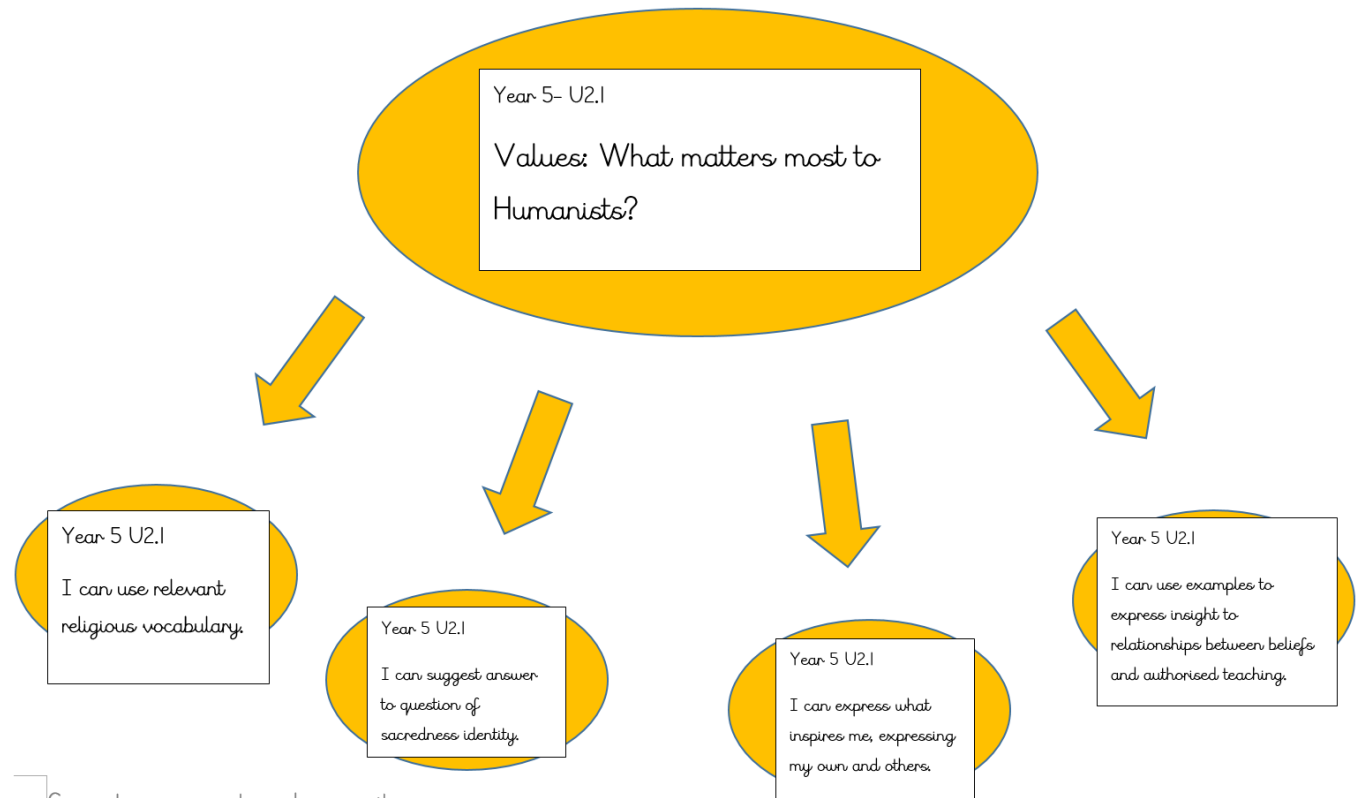 Year 5- U2.1
Values: What matters most to
Humanists?
Year 5 U2.1
I can use relevant
religious vocabulary.
Year 5 U2.1
I can suggest answer
to question of
sacredness identity.
Year 5 U2.1
I can express what
inspires me, expressing
my own and others.
Year 5 U2.1
I can use examples to
express insight to
relationships between beliefs
and authorised teaching.